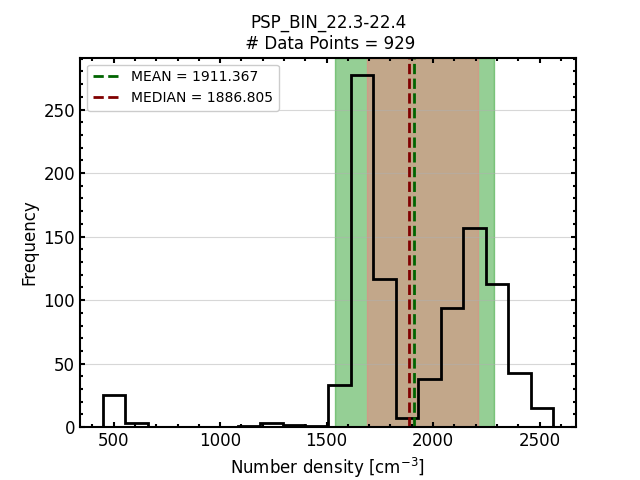 PSP_BIN_22.3-22.4
# Data Points = 929
MEAN = 1911.367
MEDIAN = 1886.805
Frequency
250
200
150
100
50
0
500 1000 1500 2000 2500
Number density [cm⁻³]